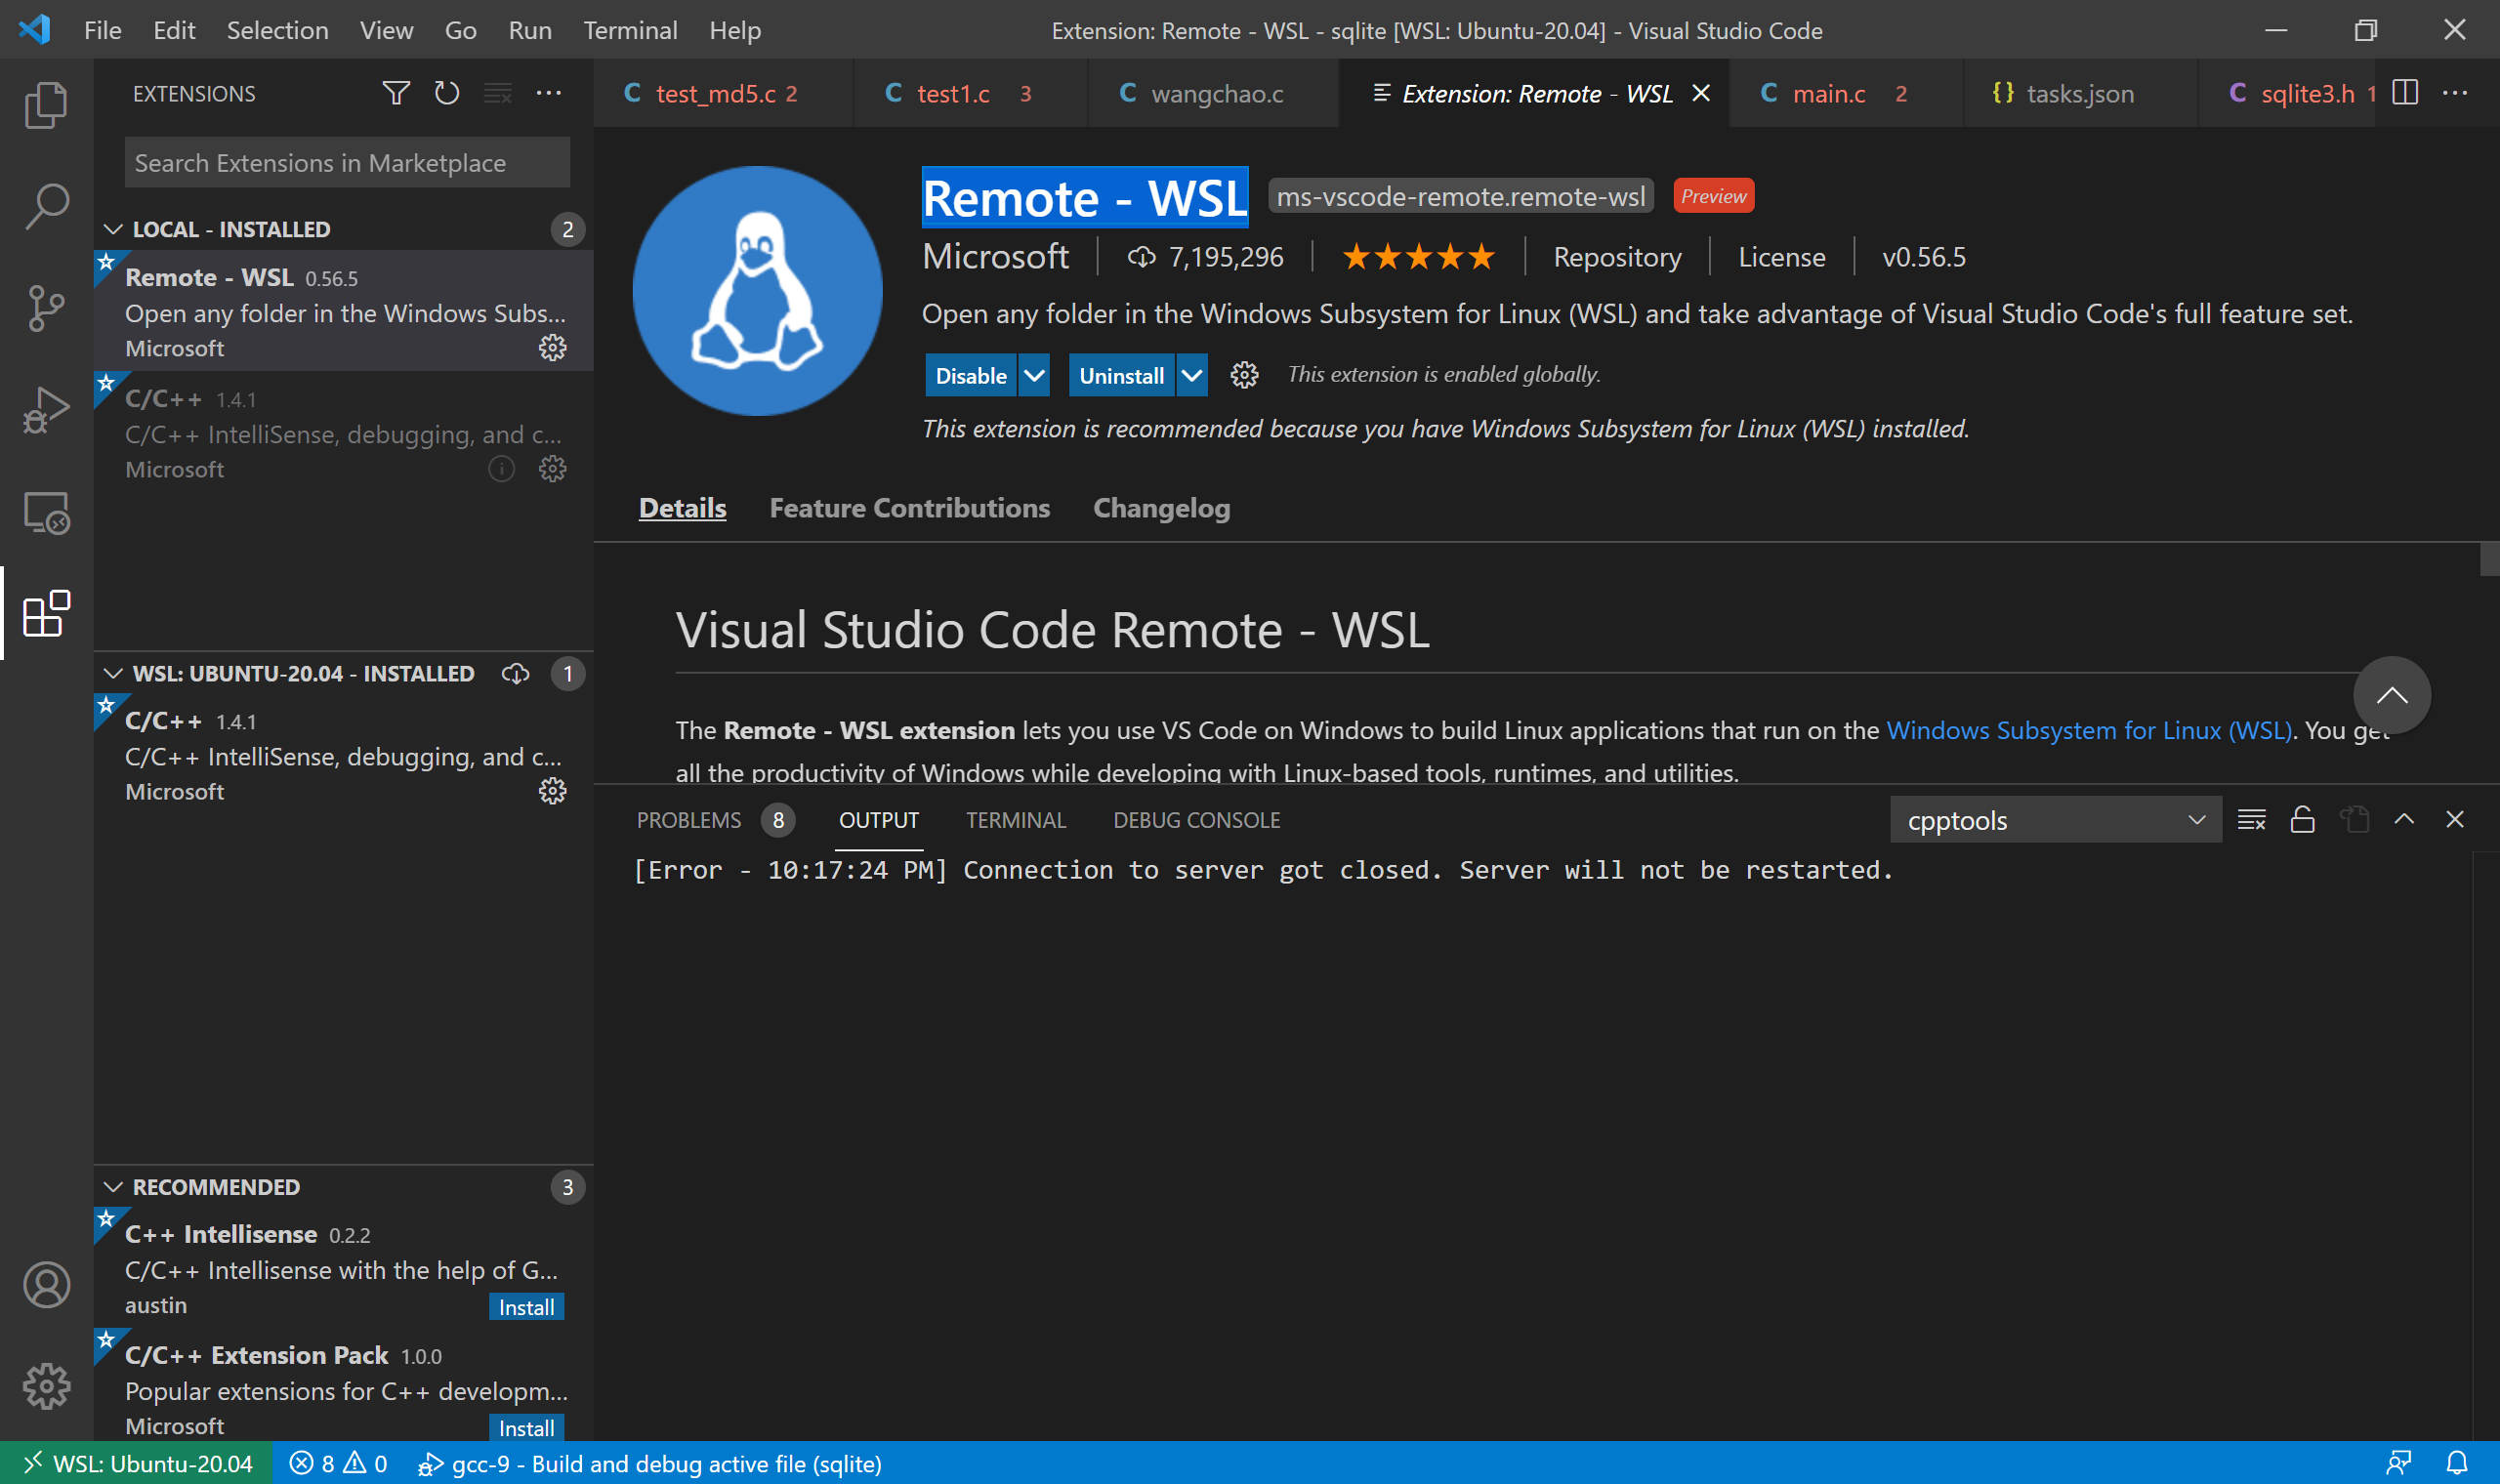 File Edit Selection View Go Run Terminal Help
Extension: Remote - WSL - sqlite [WSL: Ubuntu-20.04] - Visual Studio Code
EXTENSIONS
Search Extensions in Marketplace
LOCAL - INSTALLED 2
Remote - WSL 0.56.5
Open any folder in the Windows Subs...
Microsoft
C/C++ 1.4.1
C/C++ IntelliSense, debugging, and c...
Microsoft
WSL: UBUNTU-20.04 - INSTALLED 1
C/C++ 1.4.1
C/C++ IntelliSense, debugging, and c...
Microsoft
RECOMMENDED 3
C++ Intellisense 0.2.2
C/C++ Intellisense with the help of G...
austin Install
C/C++ Extension Pack 1.0.0
Popular extensions for C++ developm...
Microsoft Install
C test_md5.c 2 C test1.c 3 C wangchao.c Extension: Remote - WSL C main.c 2 {} tasks.json C sqlite3.h 1
Remote - WSL ms-vscode-remote.remote-wsl Preview
Microsoft 7,195,296 Repository License v0.56.5
Open any folder in the Windows Subsystem for Linux (WSL) and take advantage of Visual Studio Code's full feature set.
Disable Uninstall This extension is enabled globally.
This extension is recommended because you have Windows Subsystem for Linux (WSL) installed.
Details Feature Contributions Changelog
Visual Studio Code Remote - WSL
The Remote - WSL extension lets you use VS Code on Windows to build Linux applications that run on the Windows Subsystem for Linux (WSL). You get
all the productivity of Windows while developing with Linux-based tools, runtimes, and utilities.
PROBLEMS 8 OUTPUT TERMINAL DEBUG CONSOLE cpptools
[Error - 10:17:24 PM] Connection to server got closed. Server will not be restarted.
WSL: Ubuntu-20.04 8 0 gcc-9 - Build and debug active file (sqlite)